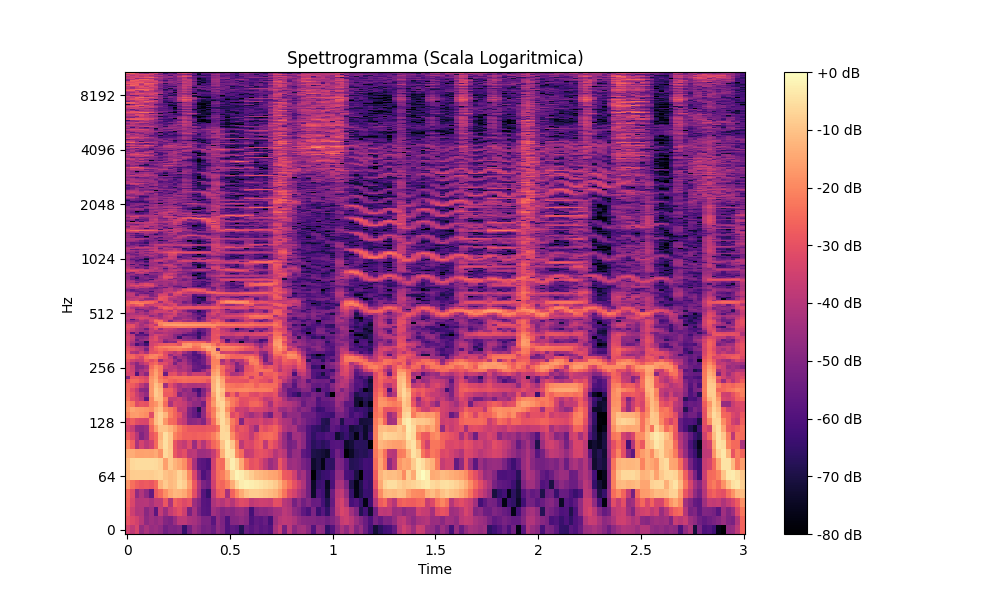 Spettrogramma (Scala Logaritmica)
Hz
8192
4096
2048
1024
512
256
128
64
0
0
0.5
1
1.5
2
2.5
3
Time
+0 dB
-10 dB
-20 dB
-30 dB
-40 dB
-50 dB
-60 dB
-70 dB
-80 dB